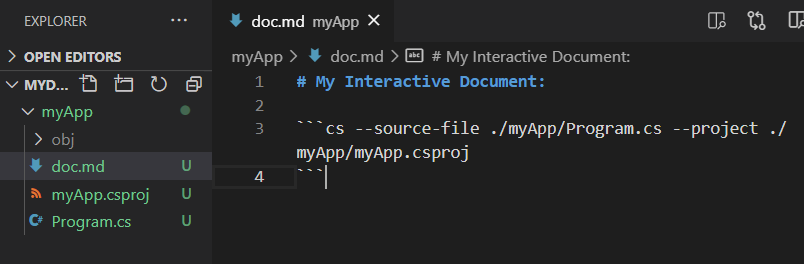 EXPLORER
OPEN EDITORS
MYD...
myApp
obj
doc.md U
myApp.csproj U
C# Program.cs U
doc.md myApp
myApp > doc.md > abc # My Interactive Document:
1 # My Interactive Document:
2
3 ```cs --source-file ./myApp/Program.cs --project ./
myApp/myApp.csproj
4 ```